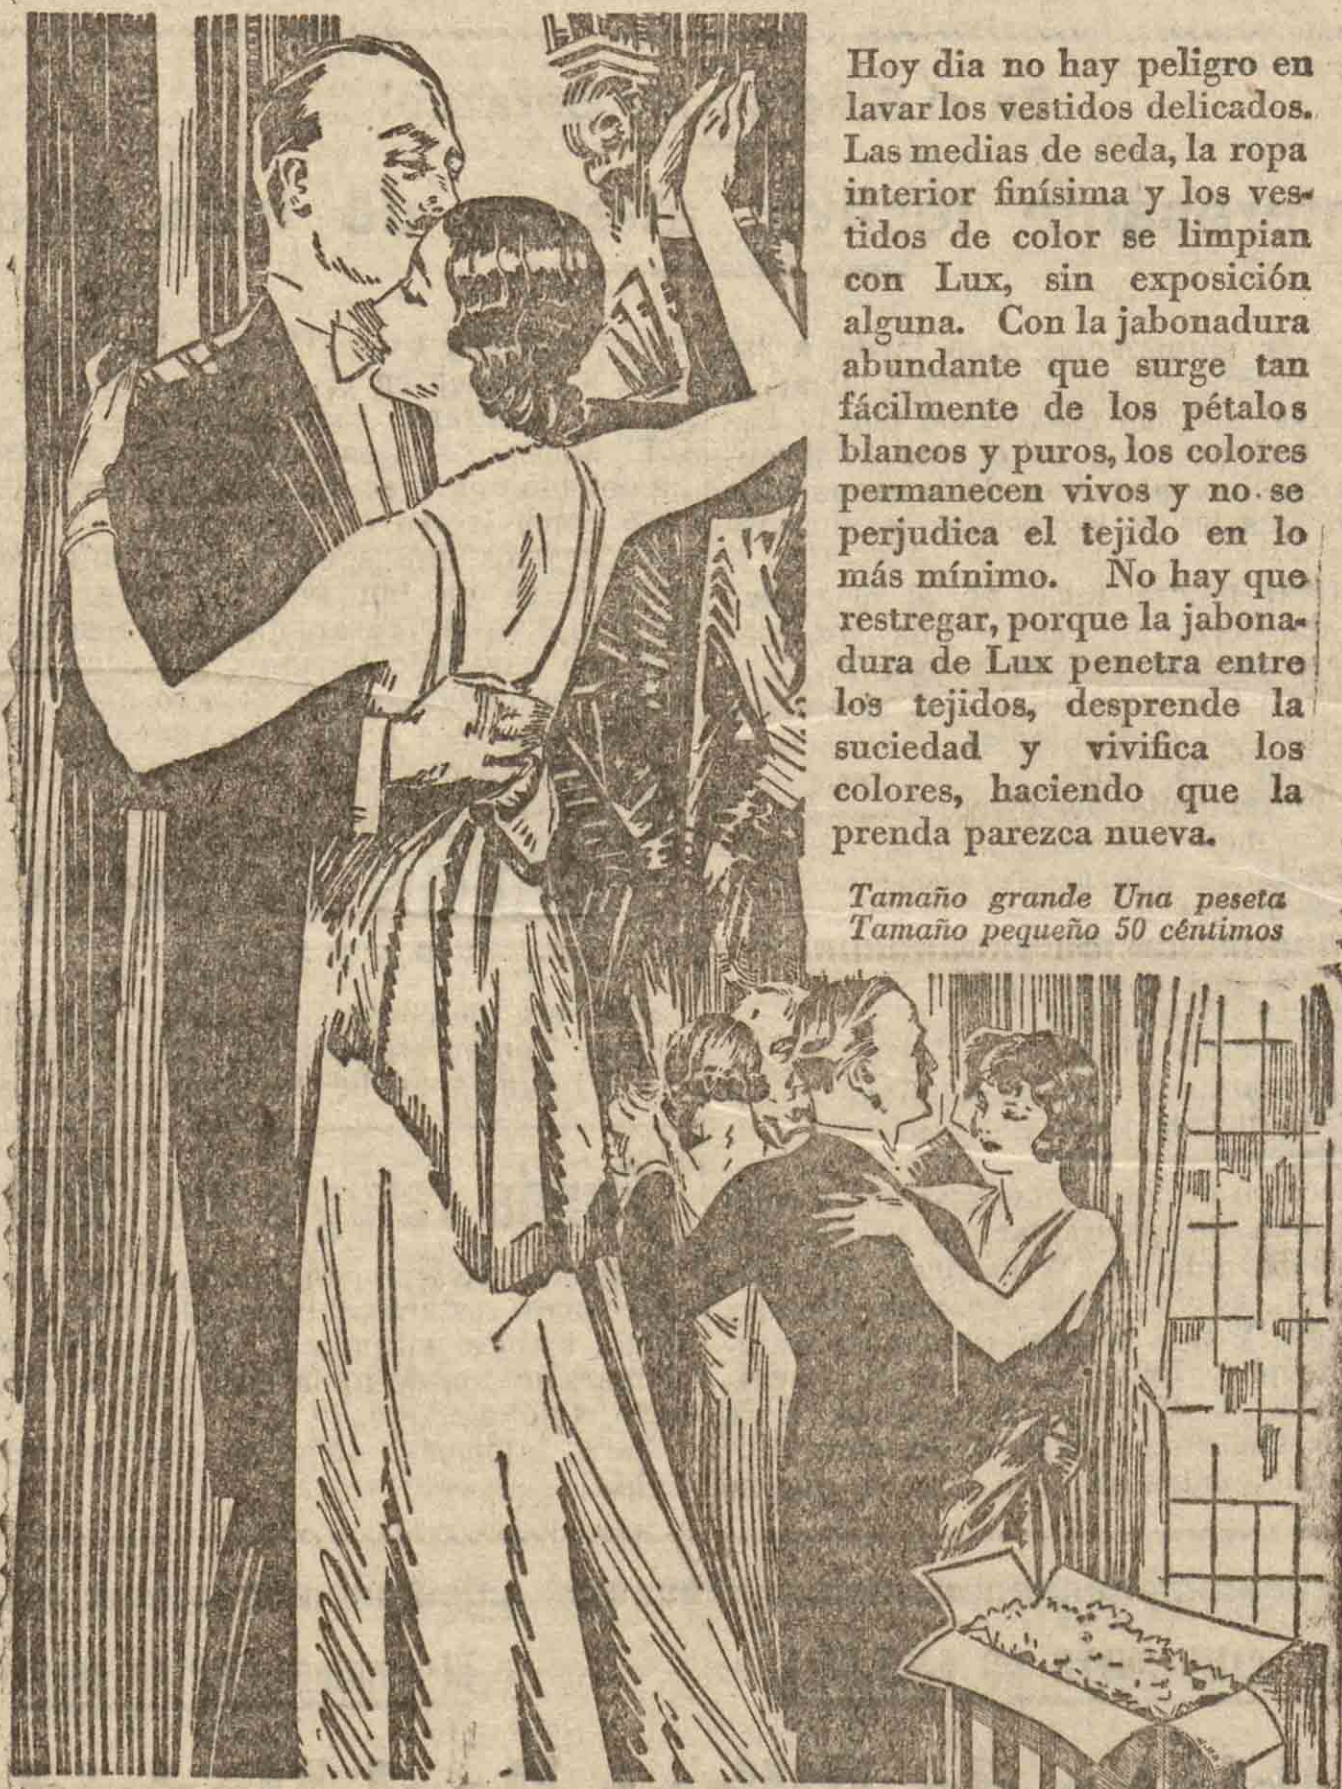 Hoy dia no hay peligro en
lavar los vestidos delicados.
Las medias de seda, la ropa
interior finísima y los ves-
tidos de color se limpian
con Lux, sin exposición
alguna. Con la jabonadura
abundante que surge tan
fácilmente de los pétalos
blancos y puros, los colores
permanecen vivos y no se
perjudica el tejido en lo
más mínimo. No hay que
restregar, porque la jabona-
dura de Lux penetra entre
los tejidos, desprende la
suciedad y vivifica los
colores, haciendo que la
prenda parezca nueva.
Tamaño grande Una peseta
Tamaño pequeño 50 céntimos